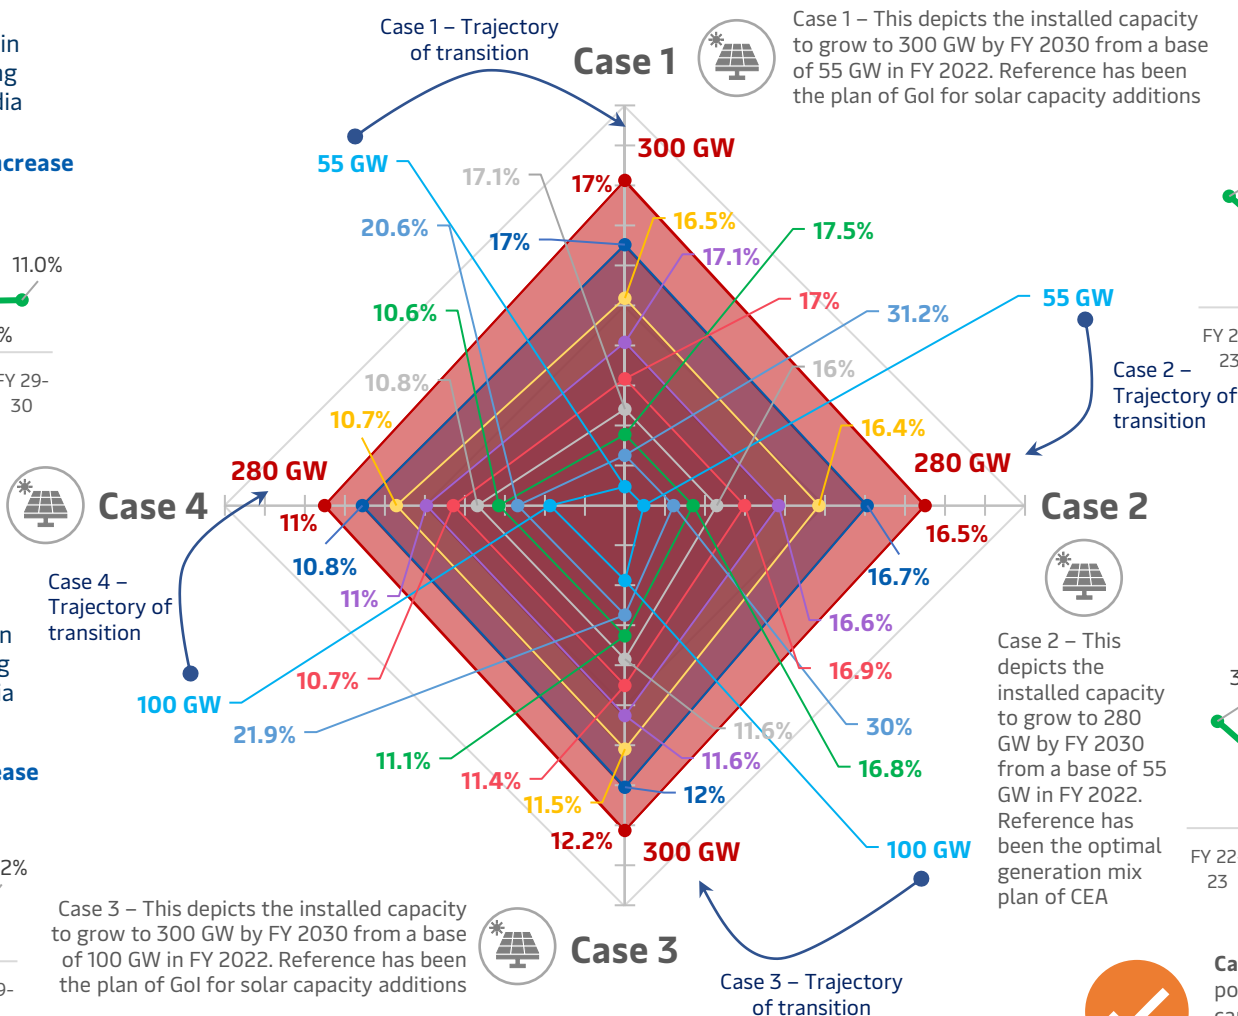 Case 1 – Trajectory
of transition
Case 1
Case 1 – This depicts the installed capacity
to grow to 300 GW by FY 2030 from a base
of 55 GW in FY 2022. Reference has been
the plan of GoI for solar capacity additions
in
300 GW
55 GW
17.1%
17%
20.6%
17%
16.5%
17.1%
17.5%
11.0%
10.6%
17%
31.2%
55 GW
%
FY 29-
30
10.8%
16%
Case 2 –
Trajectory of
transition
10.7%
16.4%
280 GW
280 GW
Case 4
Case 2
11%
16.5%
10.8%
16.7%
Case 4 –
Trajectory of
transition
11%
16.6%
10.7%
16.9%
100 GW
21.9%
11.6%
30%
11.1%
11.6%
16.8%
11.4%
11.5%
12%
12.2%
300 GW
100 GW
Case 2 – This
depicts the
installed capacity
to grow to 280
GW by FY 2030
from a base of 55
GW in FY 2022.
Reference has
been the optimal
generation mix
plan of CEA
FY 22
23
2%
Case 3 – This depicts the installed capacity
to grow to 300 GW by FY 2030 from a base
of 100 GW in FY 2022. Reference has been
the plan of GoI for solar capacity additions
Case 3
Case 3 – Trajectory
of transition